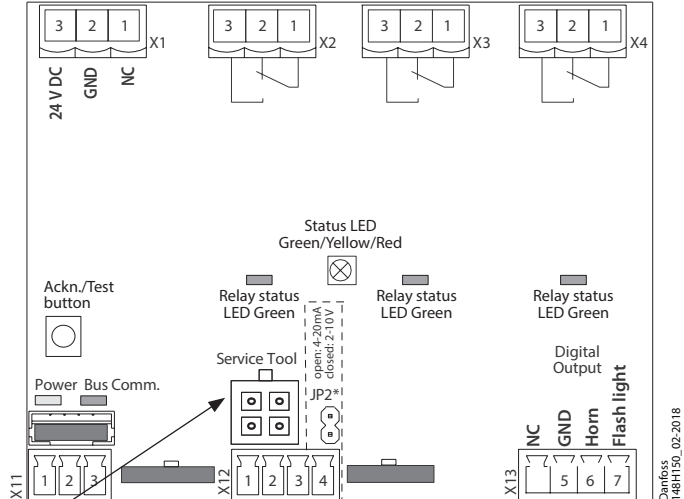 3 2 1 X1
3 2 1 X2
3 2 1 X3
3 2 1 X4
24 V DC
GND
NC
Status LED
Green/Yellow/Red
Relay status
LED Green
Relay status
LED Green
Relay status
LED Green
Ackn./Test
button
open: 4-20mA
closed: 2-10V
Service Tool
JP2*
Digital
Output
Power Bus Comm.
NC
GND
Horn
Flash light
X11
1 2 3
X12
1 2 3 4
X13
5 6 7
Danfoss
148H150_02-2018